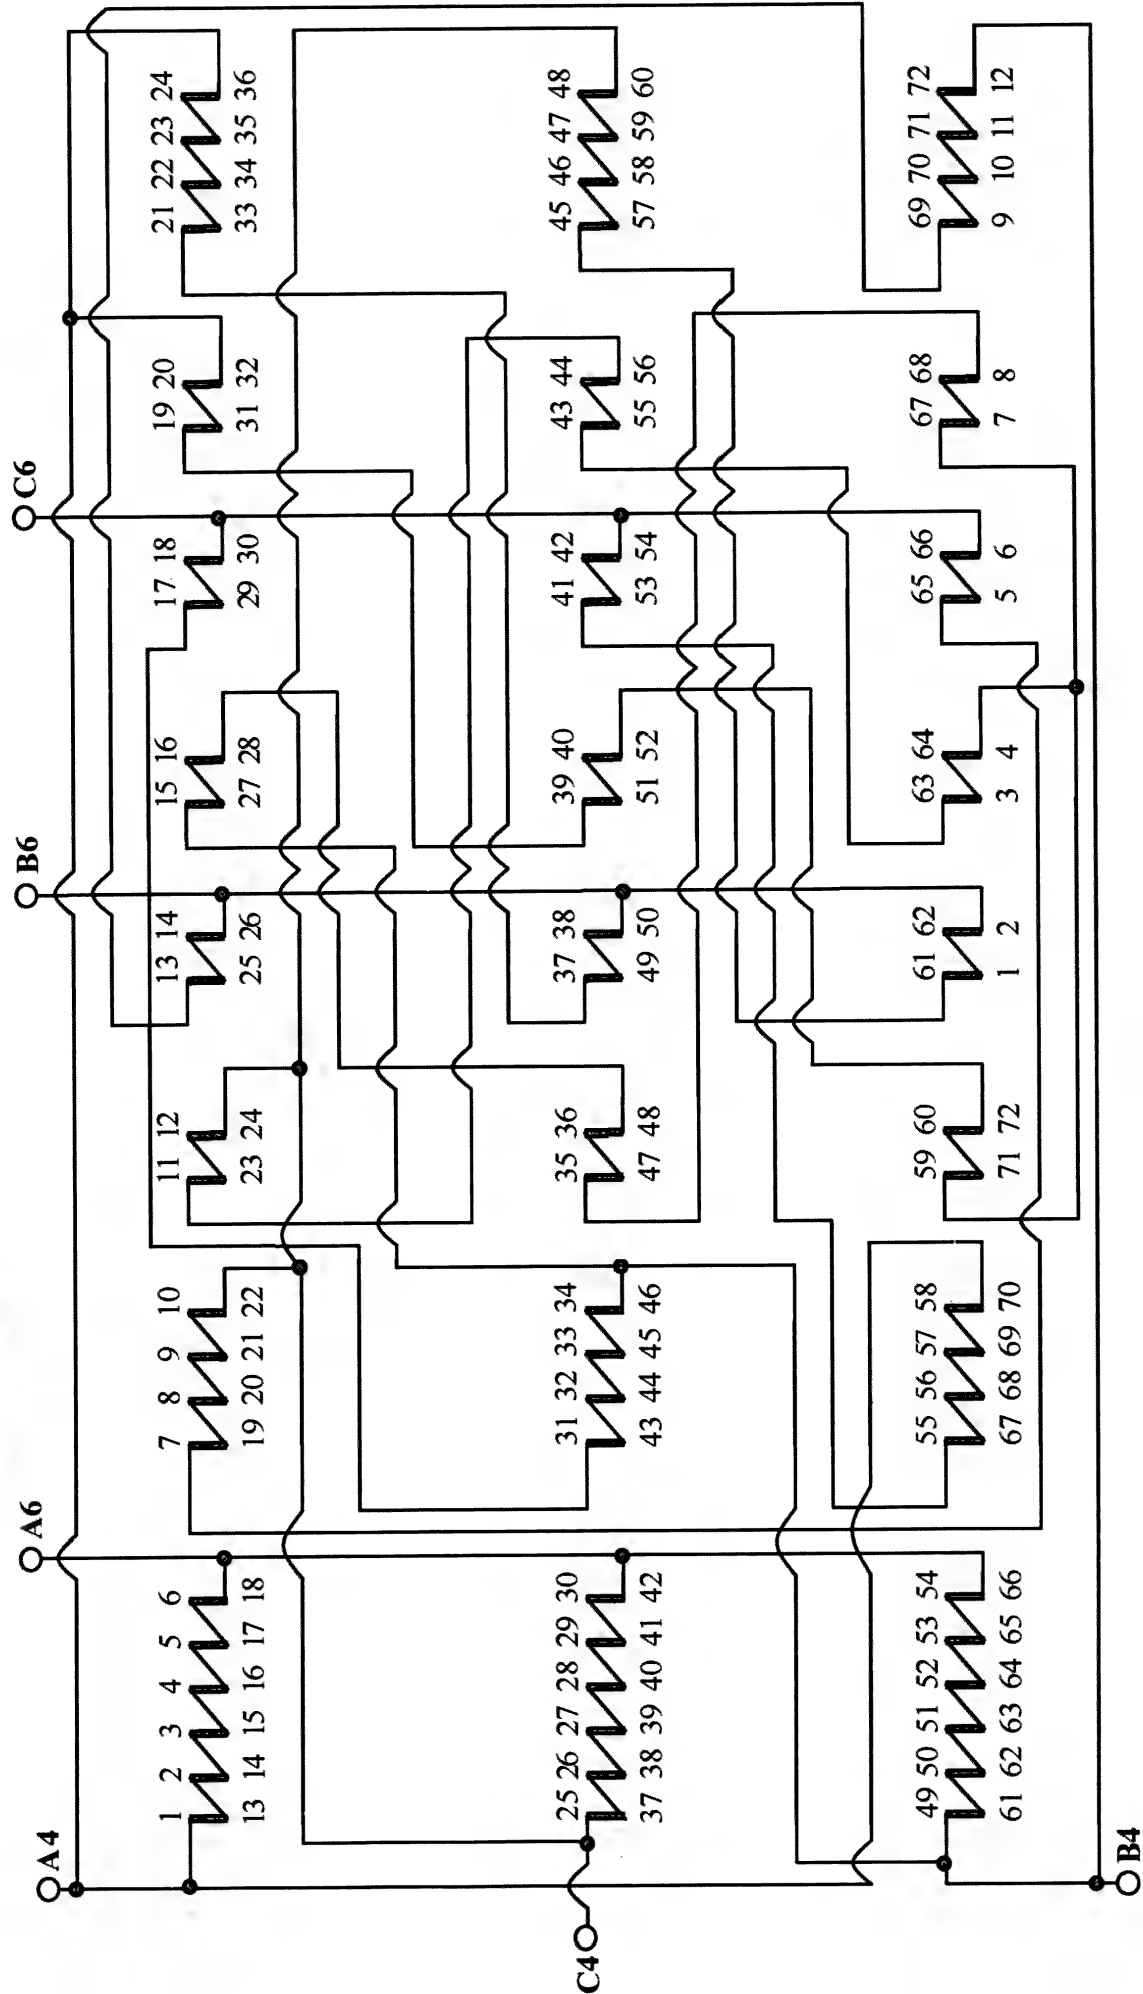 A4 A6 B6 C6
1 2 3 4 5 6 7 8 9 10 11 12 13 14 15 16 17 18 19 20 21 22 23 24
13 14 15 16 17 18 19 20 21 22 23 24 25 26 27 28 29 30 31 32 33 34 35 36
25 26 27 28 29 30 31 32 33 34 35 36 37 38 39 40 41 42 43 44 45 46 47 48
C4
37 38 39 40 41 42 43 44 45 46 47 48 49 50 51 52 53 54 55 56 57 58 59 60
49 50 51 52 53 54 55 56 57 58 59 60 61 62 63 64 65 66 67 68 69 70 71 72
61 62 63 64 65 66 67 68 69 70 71 72 1 2 3 4 5 6 7 8 9 10 11 12
B4